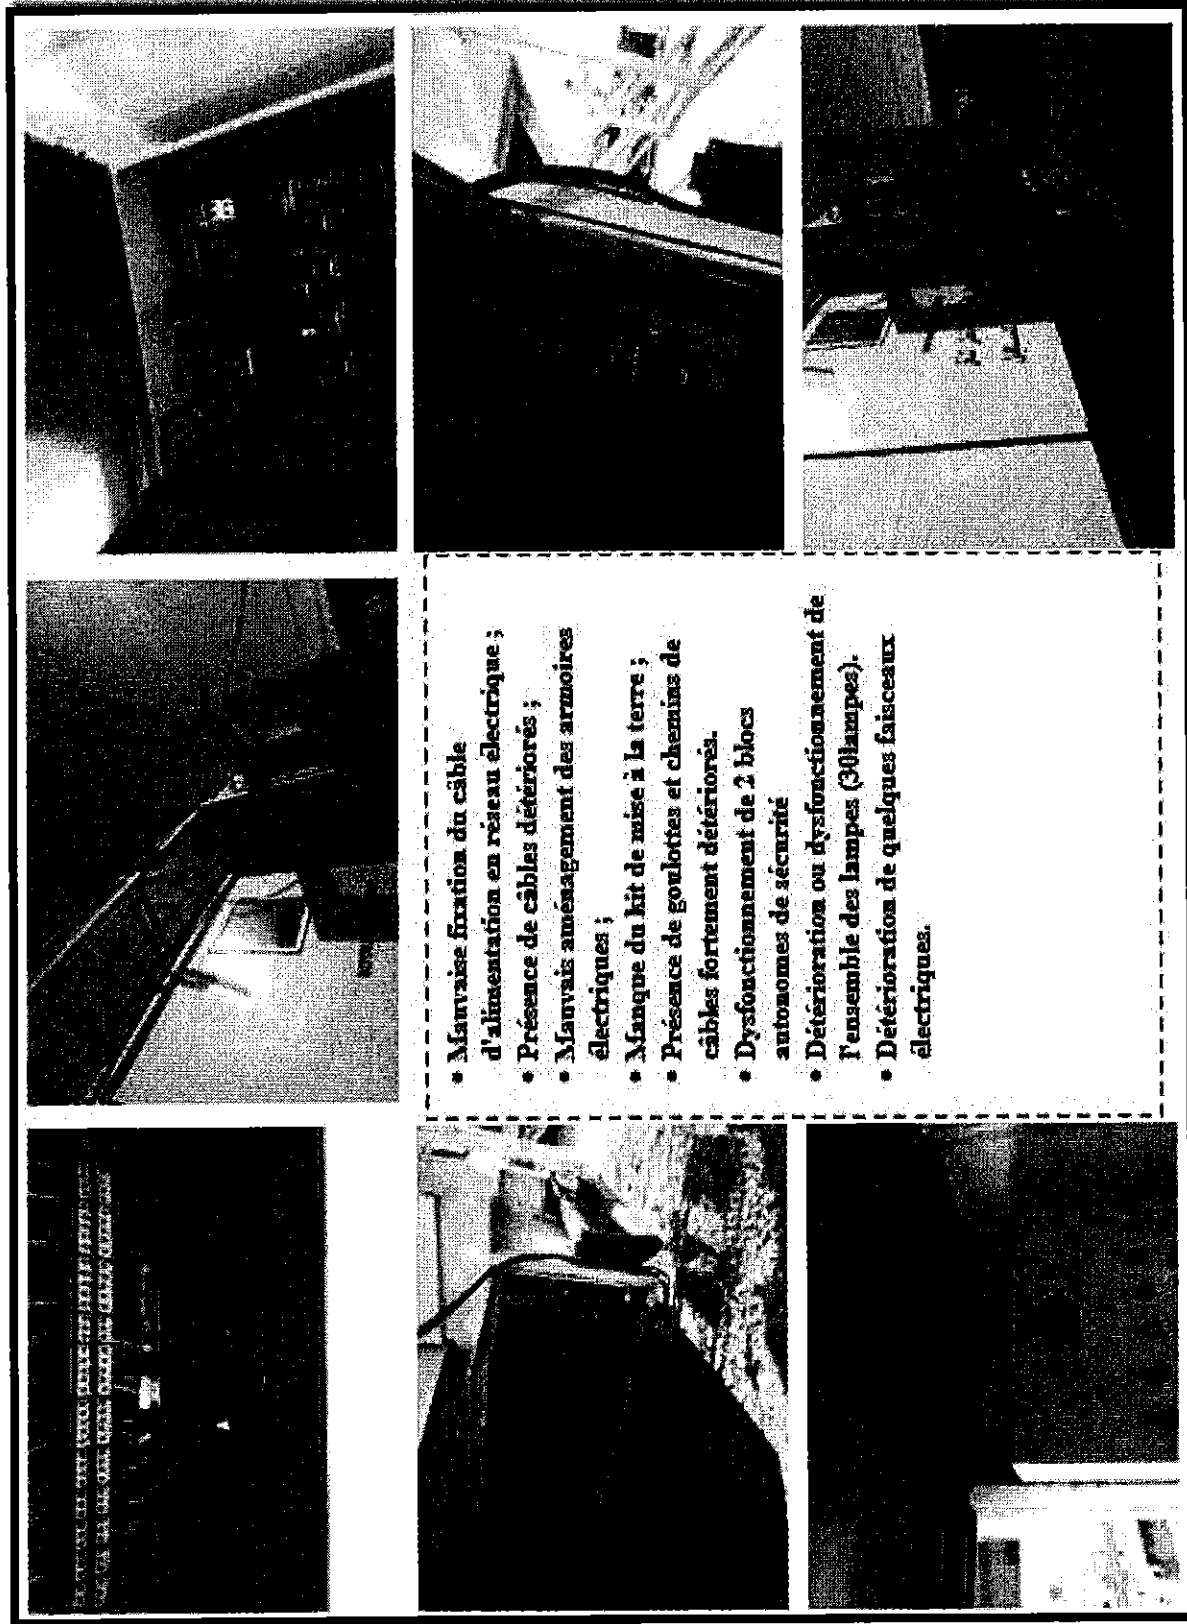 • Mauvaise fixation du câble
d'alimentation en réseau électrique ;
• Présence de câbles détériorés ;
• Mauvais aménagement des armoires
électriques ;
• Manque du kit de mise à la terre ;
• Présence de goulottes et chemins de
câbles fortement détériorés.
• Dysfonctionnement de 2 blocs
autonomes de sécurité
• Détérioration ou dysfonctionnement de
l'ensemble des lampes (30lampes).
• Détérioration de quelques faisceaux
électriques.